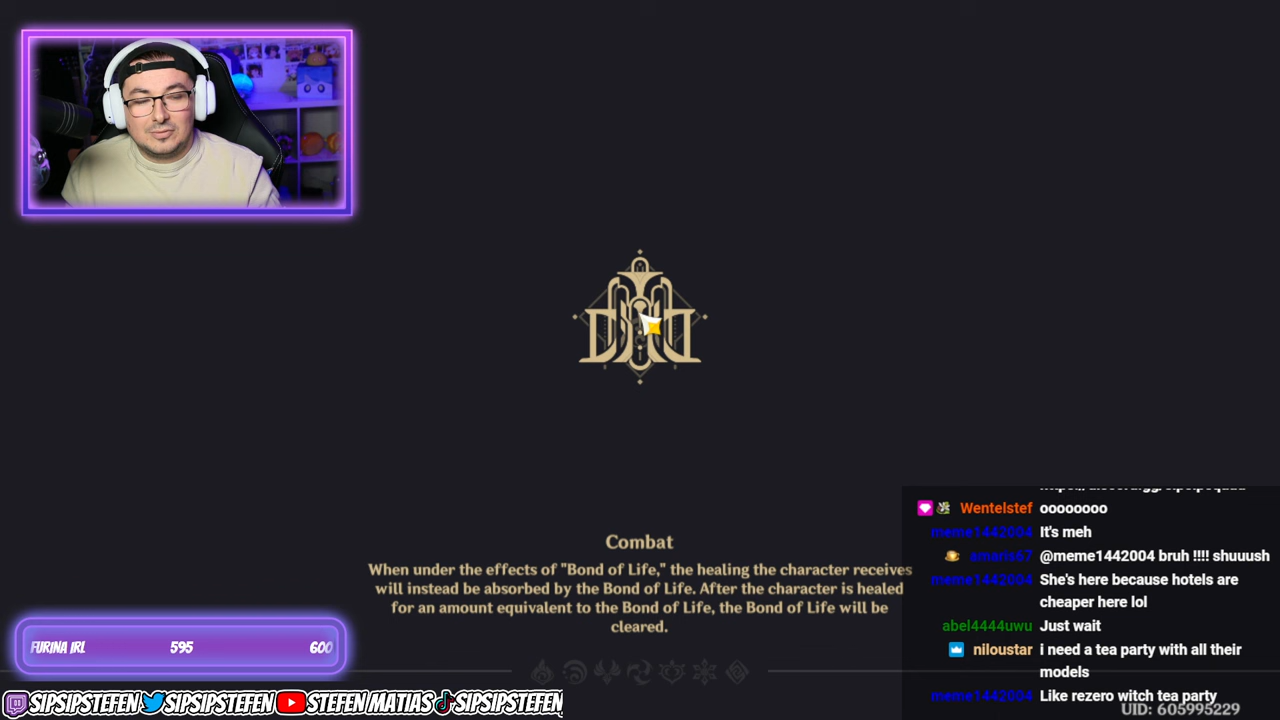 Combat
When under the effects of "Bond of Life," the healing the character receives
will instead be absorbed by the Bond of Life. After the character is healed
for an amount equivalent to the Bond of Life, the Bond of Life will be
cleared.
Wentelstef oooooooo
meme1442004 It's meh
amaris67 @meme1442004 bruh !!!! shuuush
meme1442004 She's here because hotels are
cheaper here lol
abel4444uwu Just wait
niloustar i need a tea party with all their
models
meme1442004 Like rezero witch tea party
UID: 605995229
FURINA IRL 595 600
SIPSIPSTEFEN SIPSIPSTEFEN STEFEN MATIAS SIPSIPSTEFEN